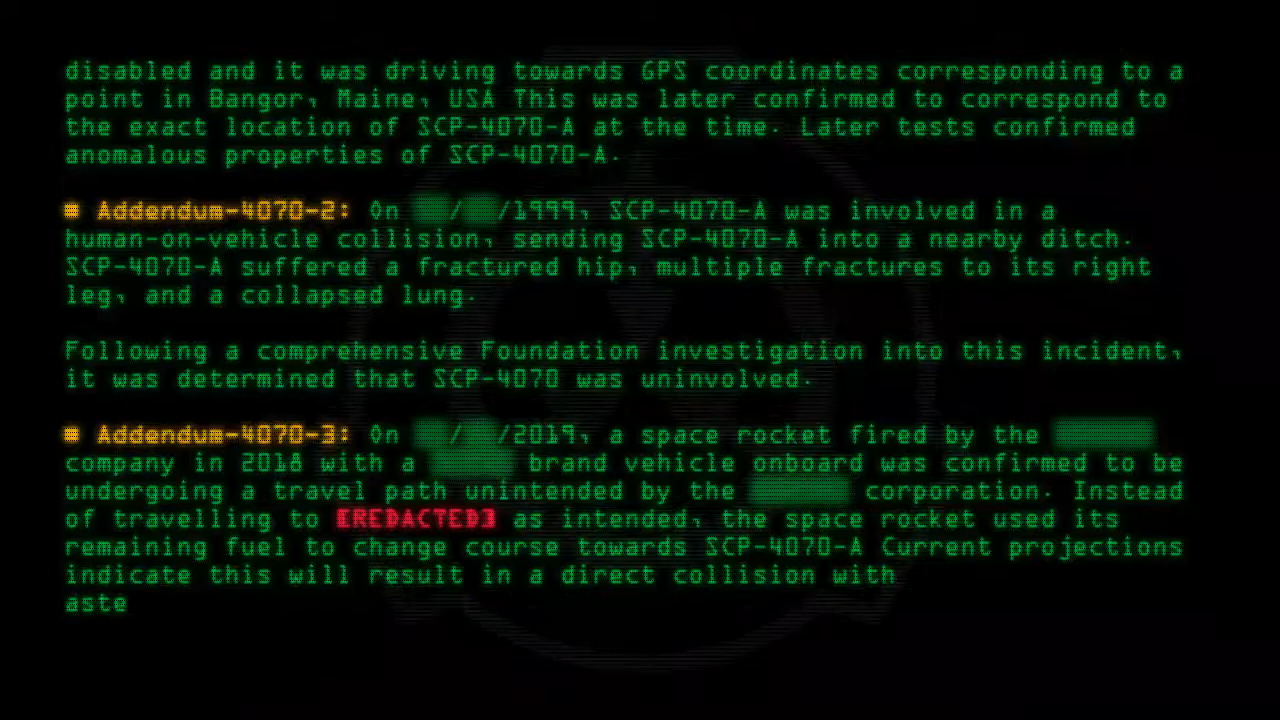 disabled and it was driving towards GPS coordinates corresponding to a
point in Bangor, Maine, USA This was later confirmed to correspond to
the exact location of SCP-4070-A at the time. Later tests confirmed
anomalous properties of SCP-4070-A.
■ Addendum-4070-2: On / /1999, SCP-4070-A was involved in a
human-on-vehicle collision, sending SCP-4070-A into a nearby ditch.
SCP-4070-A suffered a fractured hip, multiple fractures to its right
leg, and a collapsed lung.
Following a comprehensive Foundation investigation into this incident,
it was determined that SCP-4070 was uninvolved.
■ Addendum-4070-3: On / /2019, a space rocket fired by the
company in 2018 with a brand vehicle onboard was confirmed to be
undergoing a travel path unintended by the corporation. Instead
of travelling to [REDACTED] as intended, the space rocket used its
remaining fuel to change course towards SCP-4070-A Current projections
indicate this will result in a direct collision with
aste